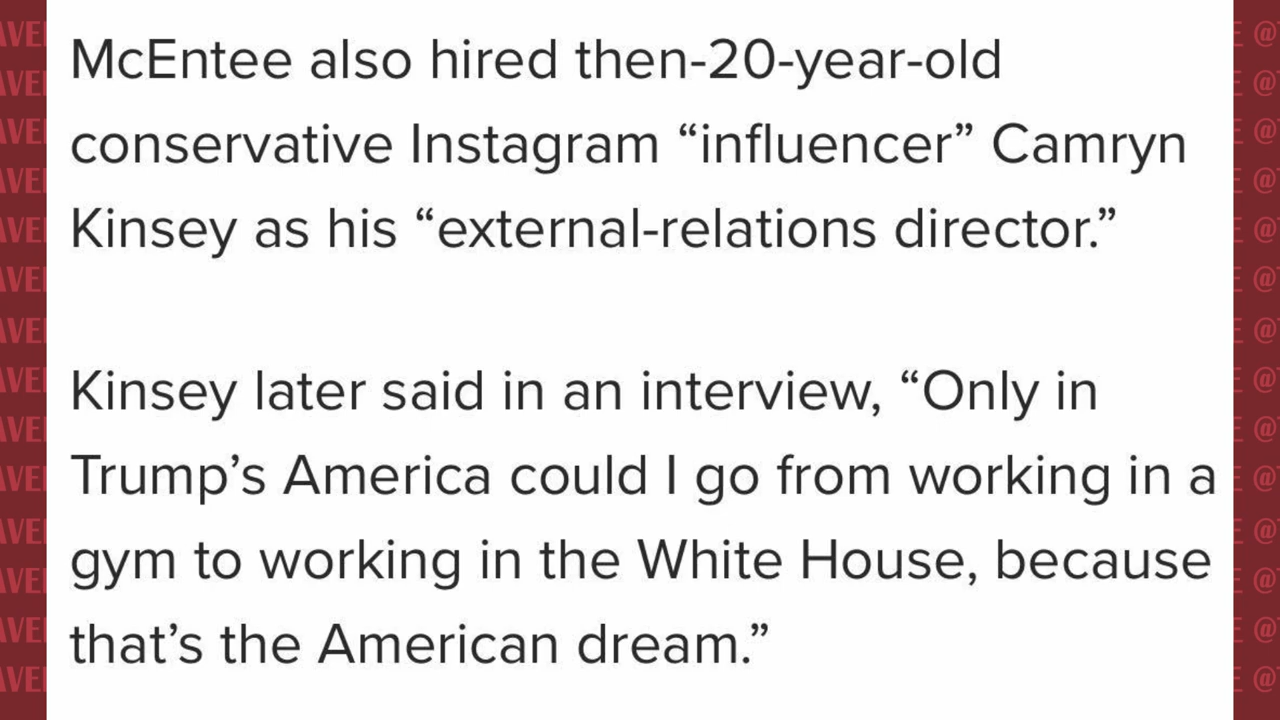 McEntee also hired then-20-year-old
conservative Instagram “influencer” Camryn
Kinsey as his “external-relations director.”
Kinsey later said in an interview, “Only in
Trump’s America could I go from working in a
gym to working in the White House, because
that’s the American dream.”